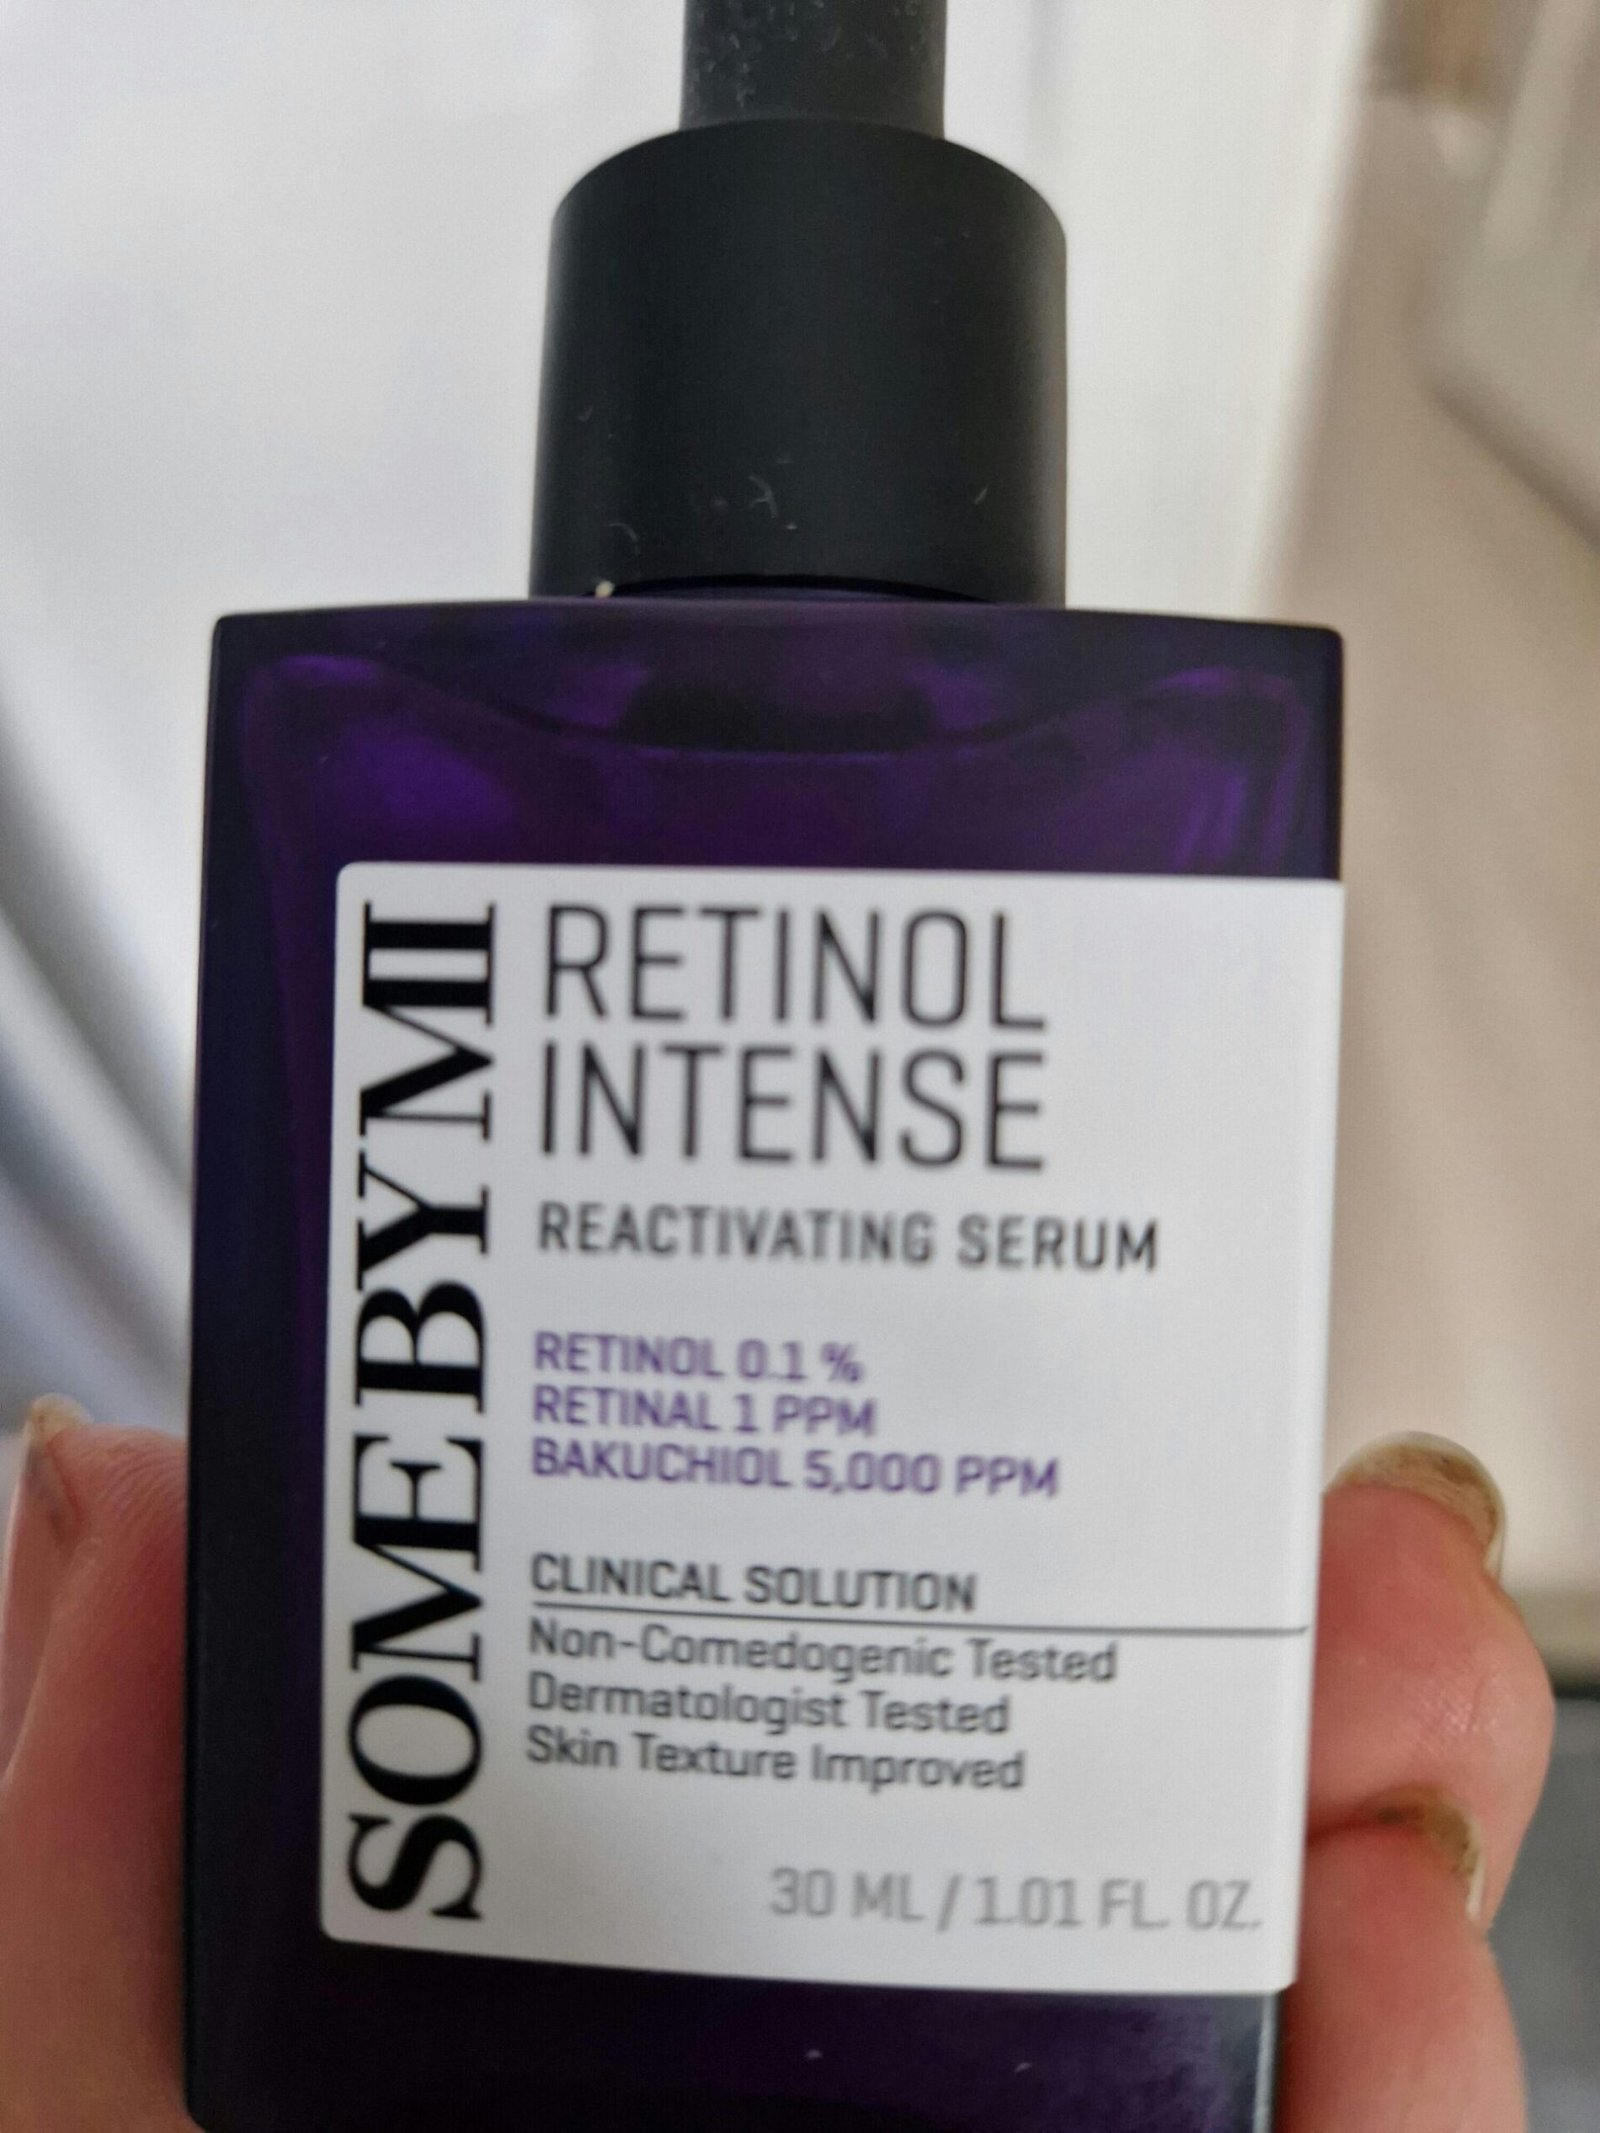 SOMEBYMI
RETINOL
INTENSE
REACTIVATING SERUM
RETINOL 0.1 %
RETINAL 1 PPM
BAKUCHIOL 5,000 PPM
CLINICAL SOLUTION
Non-Comedogenic Tested
Dermatologist Tested
Skin Texture Improved
30 ML / 1.01 FL. OZ.